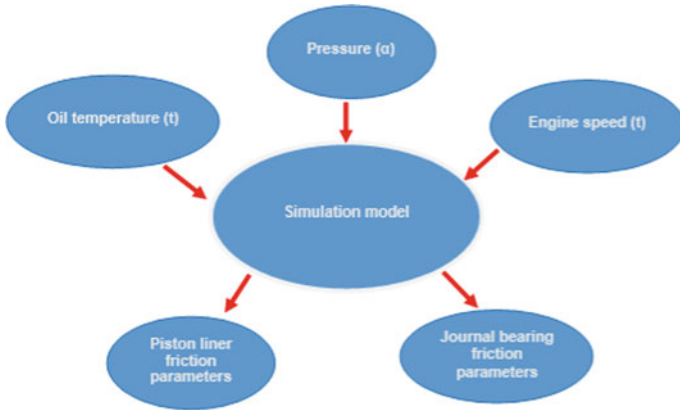 Pressure (α)
Oil temperature (t)
Engine speed (t)
Simulation model
Piston liner
friction
parameters
Journal bearing
friction
parameters